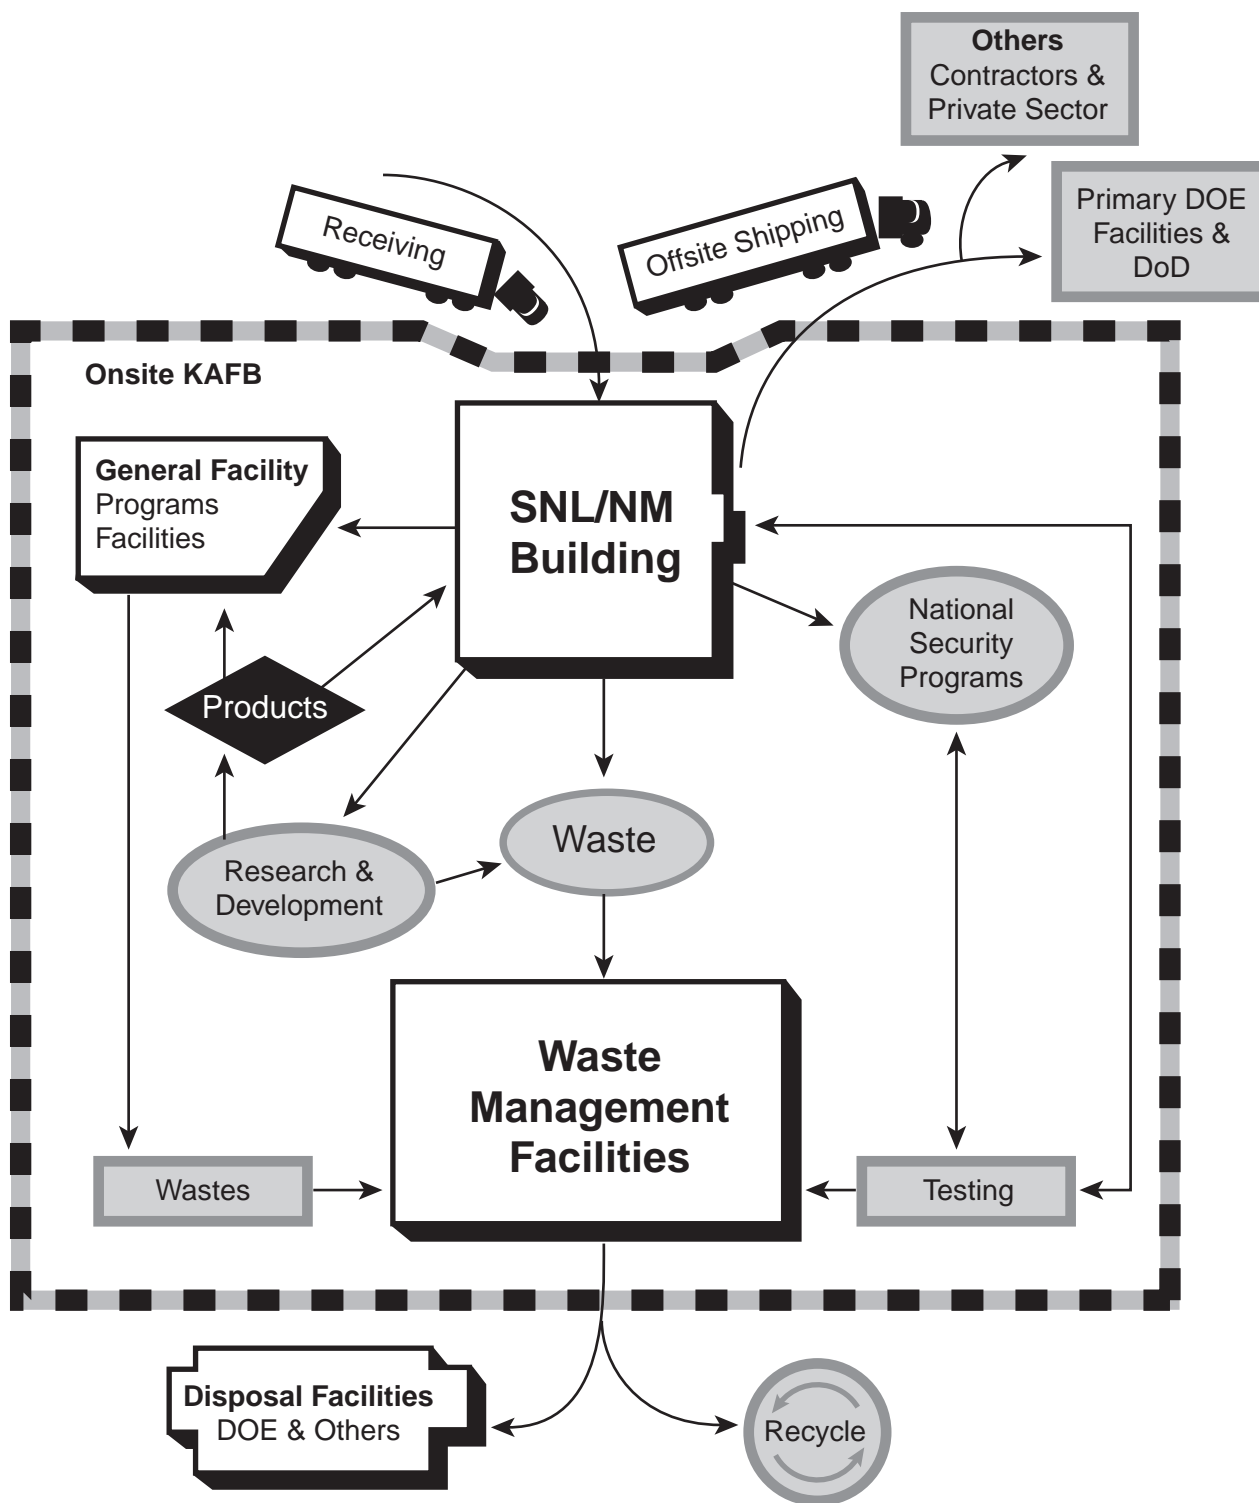 Others
Contractors &
Private Sector
Primary DOE
Facilities &
DoD
Receiving
Offsite Shipping
Onsite KAFB
General Facility
Programs
Facilities
SNL/NM
Building
National
Security
Programs
Products
Waste
Research &
Development
Waste
Management
Facilities
Wastes
Testing
Disposal Facilities
DOE & Others
Recycle